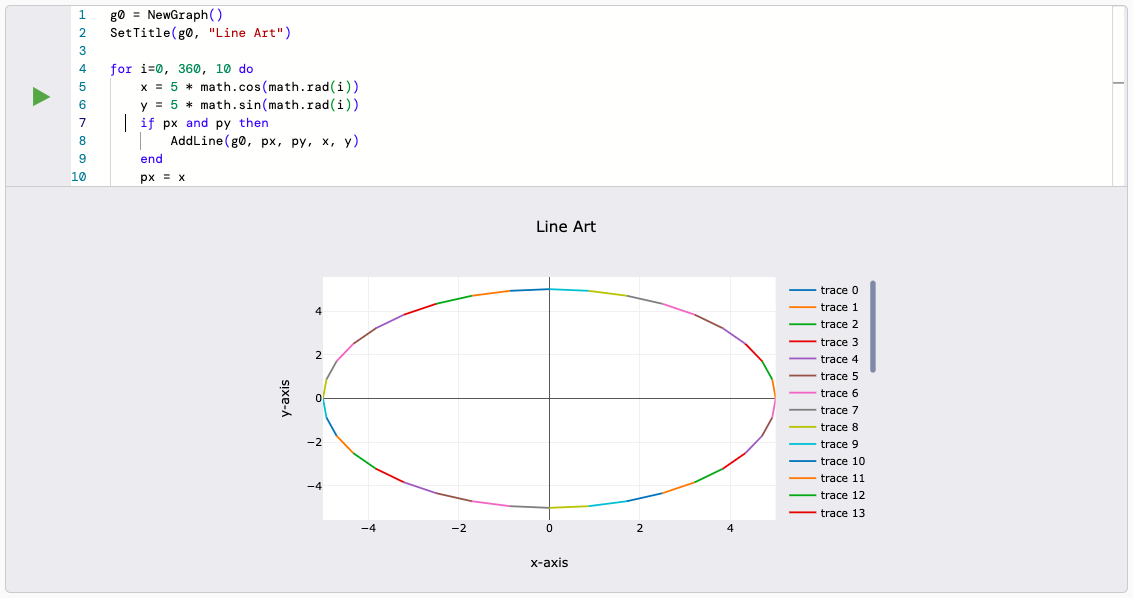 1 g0 = NewGraph()
2 SetTitle(g0, "Line Art")
3
4 for i=0, 360, 10 do
5 x = 5 * math.cos(math.rad(i))
6 y = 5 * math.sin(math.rad(i))
7 if px and py then
8 AddLine(g0, px, py, x, y)
9 end
10 px = x
Line Art
4
2
0
−2
−4
y-axis
−4 −2 0 2 4
x-axis
trace 0
trace 1
trace 2
trace 3
trace 4
trace 5
trace 6
trace 7
trace 8
trace 9
trace 10
trace 11
trace 12
trace 13